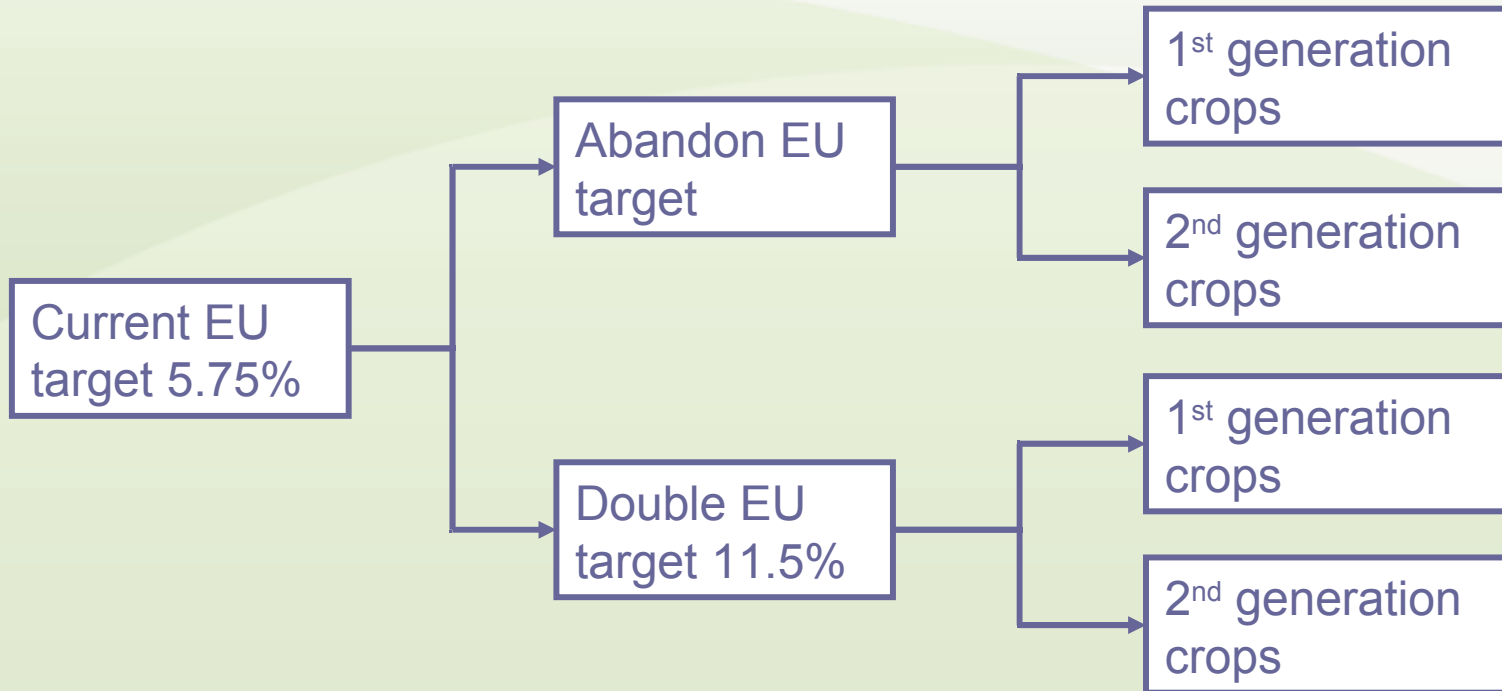 Current EU
target 5.75%
Abandon EU
target
Double EU
target 11.5%
1st generation
crops
2nd generation
crops
1st generation
crops
2nd generation
crops